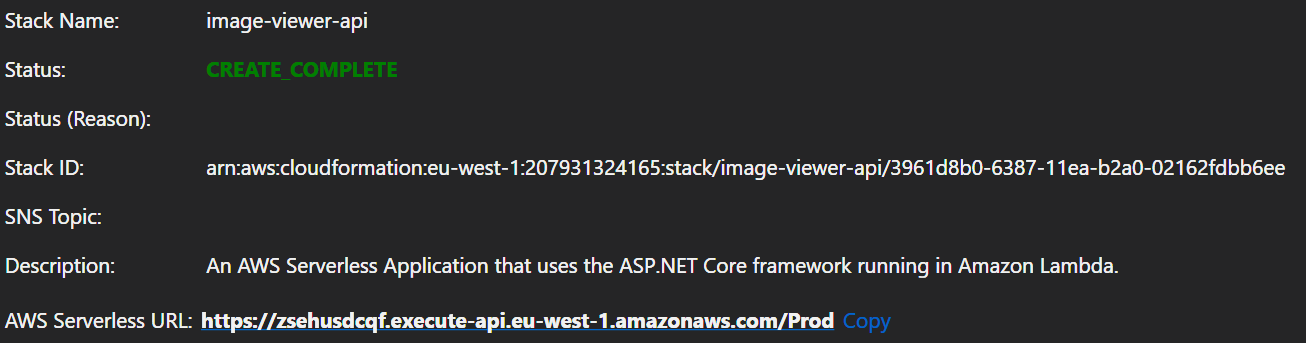 Stack Name: image-viewer-api
Status: CREATE_COMPLETE
Status (Reason):
Stack ID: arn:aws:cloudformation:eu-west-1:207931324165:stack/image-viewer-api/3961d8b0-6387-11ea-b2a0-02162fdbb6ee
SNS Topic:
Description: An AWS Serverless Application that uses the ASP.NET Core framework running in Amazon Lambda.
AWS Serverless URL: https://zsehusdcqf.execute-api.eu-west-1.amazonaws.com/Prod Copy